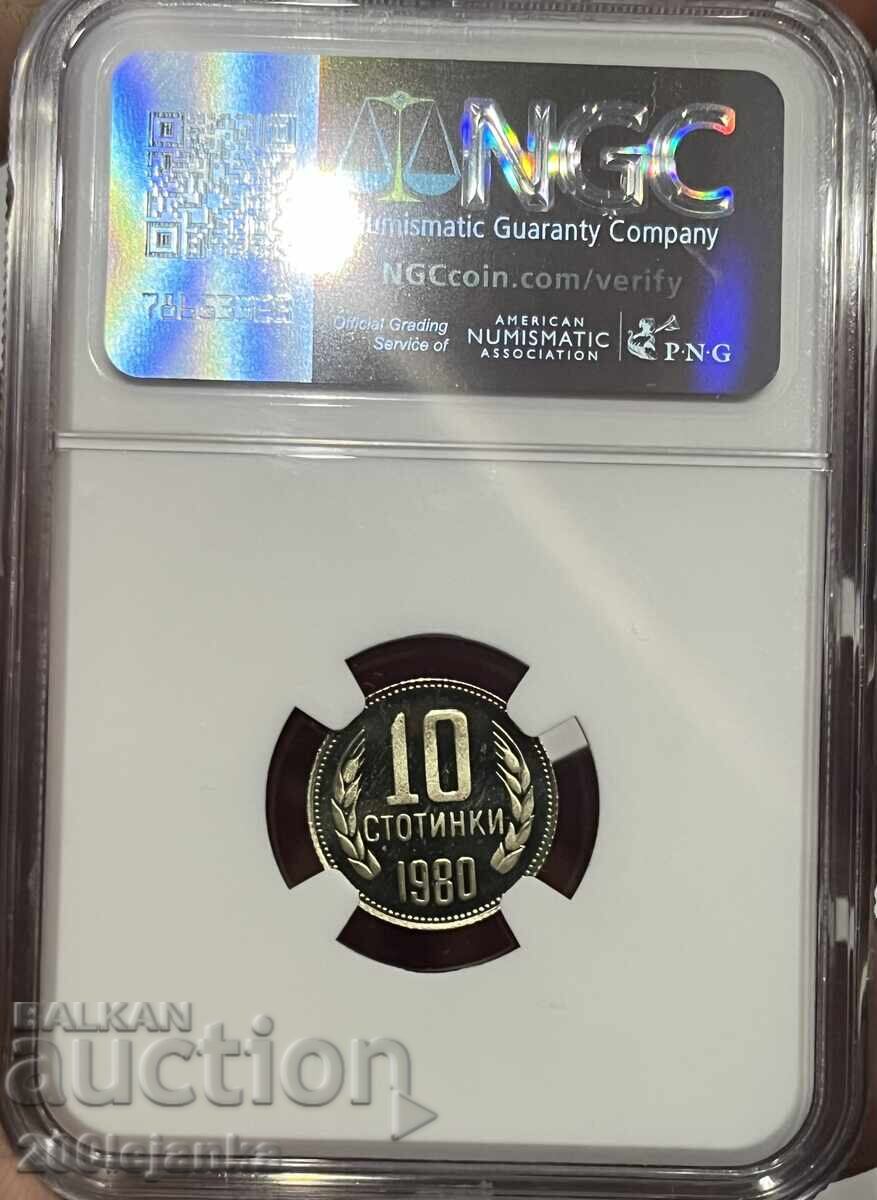 NGC
Numismatic Guaranty Company
NGCcoin.com/verify
Official Grading
Service of
AMERICAN
NUMISMATIC
ASSOCIATION
P·N·G
10
СТОТИНКИ
1980
BALKAN
auction
200lejanka